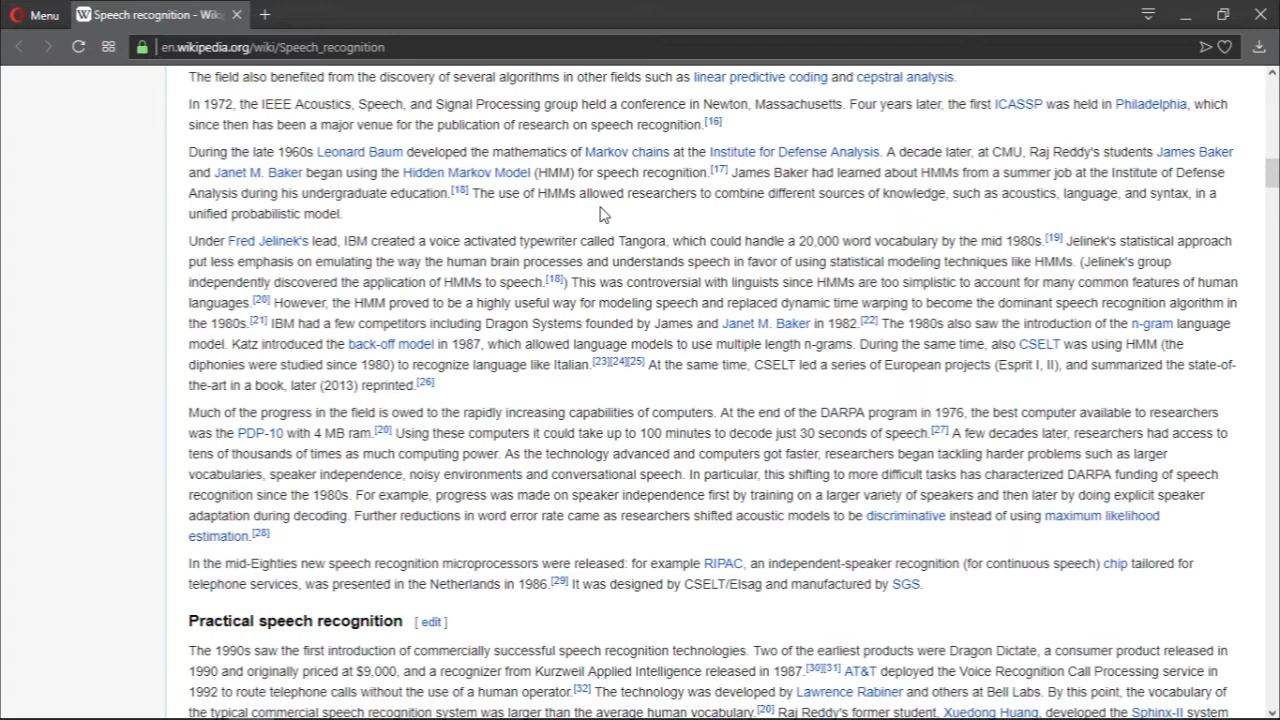 Menu
Speech recognition - Wiki
en.wikipedia.org/wiki/Speech_recognition
The field also benefited from the discovery of several algorithms in other fields such as linear predictive coding and cepstral analysis.
In 1972, the IEEE Acoustics, Speech, and Signal Processing group held a conference in Newton, Massachusetts. Four years later, the first ICASSP was held in Philadelphia, which
since then has been a major venue for the publication of research on speech recognition.[16]
During the late 1960s Leonard Baum developed the mathematics of Markov chains at the Institute for Defense Analysis. A decade later, at CMU, Raj Reddy's students James Baker
and Janet M. Baker began using the Hidden Markov Model (HMM) for speech recognition.[17] James Baker had learned about HMMs from a summer job at the Institute of Defense
Analysis during his undergraduate education.[18] The use of HMMs allowed researchers to combine different sources of knowledge, such as acoustics, language, and syntax, in a
unified probabilistic model.
Under Fred Jelinek's lead, IBM created a voice activated typewriter called Tangora, which could handle a 20,000 word vocabulary by the mid 1980s.[19] Jelinek's statistical approach
put less emphasis on emulating the way the human brain processes and understands speech in favor of using statistical modeling techniques like HMMs. (Jelinek's group
independently discovered the application of HMMs to speech.[18]) This was controversial with linguists since HMMs are too simplistic to account for many common features of human
languages.[20] However, the HMM proved to be a highly useful way for modeling speech and replaced dynamic time warping to become the dominant speech recognition algorithm in
the 1980s.[21] IBM had a few competitors including Dragon Systems founded by James and Janet M. Baker in 1982.[22] The 1980s also saw the introduction of the n-gram language
model. Katz introduced the back-off model in 1987, which allowed language models to use multiple length n-grams. During the same time, also CSELT was using HMM (the
diphonies were studied since 1980) to recognize language like Italian.[23][24][25] At the same time, CSELT led a series of European projects (Esprit I, II), and summarized the state-of-
the-art in a book, later (2013) reprinted.[26]
Much of the progress in the field is owed to the rapidly increasing capabilities of computers. At the end of the DARPA program in 1976, the best computer available to researchers
was the PDP-10 with 4 MB ram.[20] Using these computers it could take up to 100 minutes to decode just 30 seconds of speech.[27] A few decades later, researchers had access to
tens of thousands of times as much computing power. As the technology advanced and computers got faster, researchers began tackling harder problems such as larger
vocabularies, speaker independence, noisy environments and conversational speech. In particular, this shifting to more difficult tasks has characterized DARPA funding of speech
recognition since the 1980s. For example, progress was made on speaker independence first by training on a larger variety of speakers and then later by doing explicit speaker
adaptation during decoding. Further reductions in word error rate came as researchers shifted acoustic models to be discriminative instead of using maximum likelihood
estimation.[28]
In the mid-Eighties new speech recognition microprocessors were released: for example RIPAC, an independent-speaker recognition (for continuous speech) chip tailored for
telephone services, was presented in the Netherlands in 1986.[29] It was designed by CSELT/Elsag and manufactured by SGS.
Practical speech recognition [ edit ]
The 1990s saw the first introduction of commercially successful speech recognition technologies. Two of the earliest products were Dragon Dictate, a consumer product released in
1990 and originally priced at $9,000, and a recognizer from Kurzweil Applied Intelligence released in 1987.[30][31] AT&T deployed the Voice Recognition Call Processing service in
1992 to route telephone calls without the use of a human operator.[32] The technology was developed by Lawrence Rabiner and others at Bell Labs. By this point, the vocabulary of
the typical commercial speech recognition system was larger than the average human vocabulary.[20] Raj Reddy's former student, Xuedong Huang, developed the Sphinx-II system